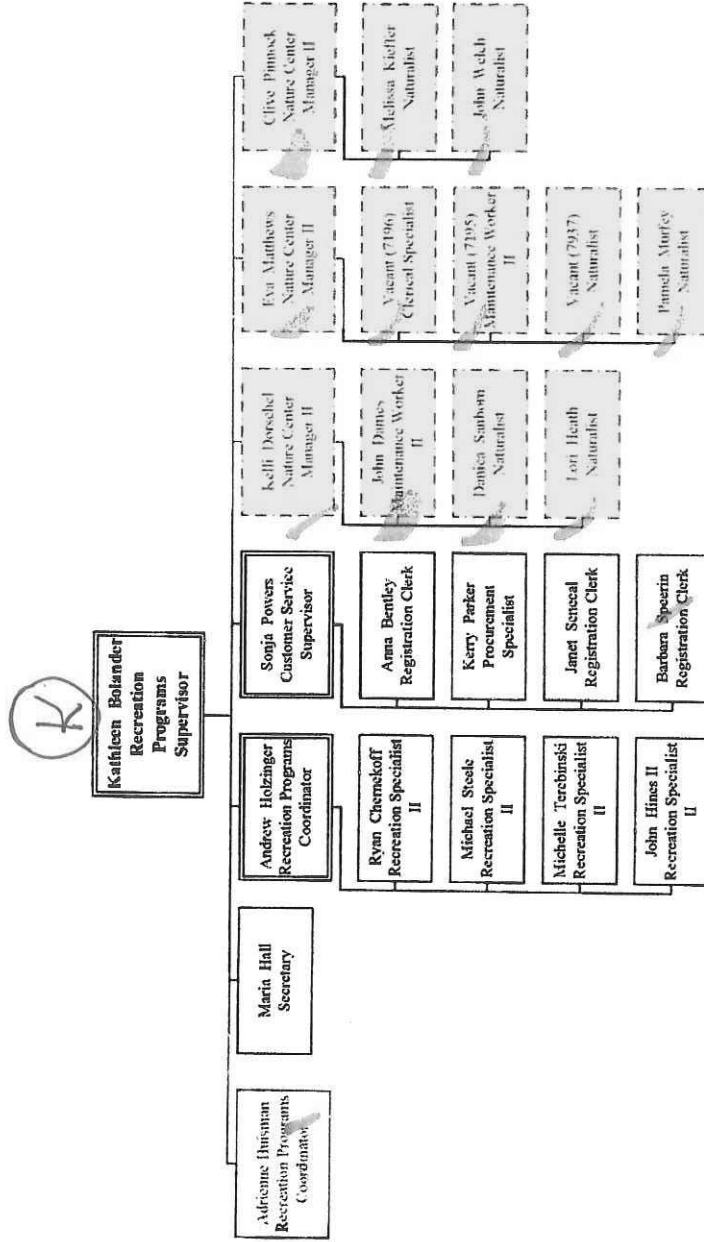 K
Kathleen Bolander
Recreation
Programs
Supervisor
Adrienne Huisman
Recreation Programs
Coordinator
Maria Hall
Secretary
Andrew Holzinger
Recreation Programs
Coordinator
Ryan Chernekoff
Recreation Specialist
II
Michael Steele
Recreation Specialist
II
Michelle Terebinski
Recreation Specialist
II
John Hines II
Recreation Specialist
II
Sonja Powers
Customer Service
Supervisor
Anna Bentley
Registration Clerk
Kerry Parker
Procurement
Specialist
Janet Senecal
Registration Clerk
Barbara Speerin
Registration Clerk
Kelli Dorschel
Nature Center
Manager II
John Dames
Maintenance Worker
II
Danica Sanborn
Naturalist
Lori Heath
Naturalist
Eva Matthews
Nature Center
Manager II
Vacant (7196)
Clerical Specialist
Vacant (7195)
Maintenance Worker
II
Vacant (7937)
Naturalist
Pamela Murfey
Naturalist
Clive Pinnock
Nature Center
Manager II
Melissa Kieffer
Naturalist
John Welch
Naturalist